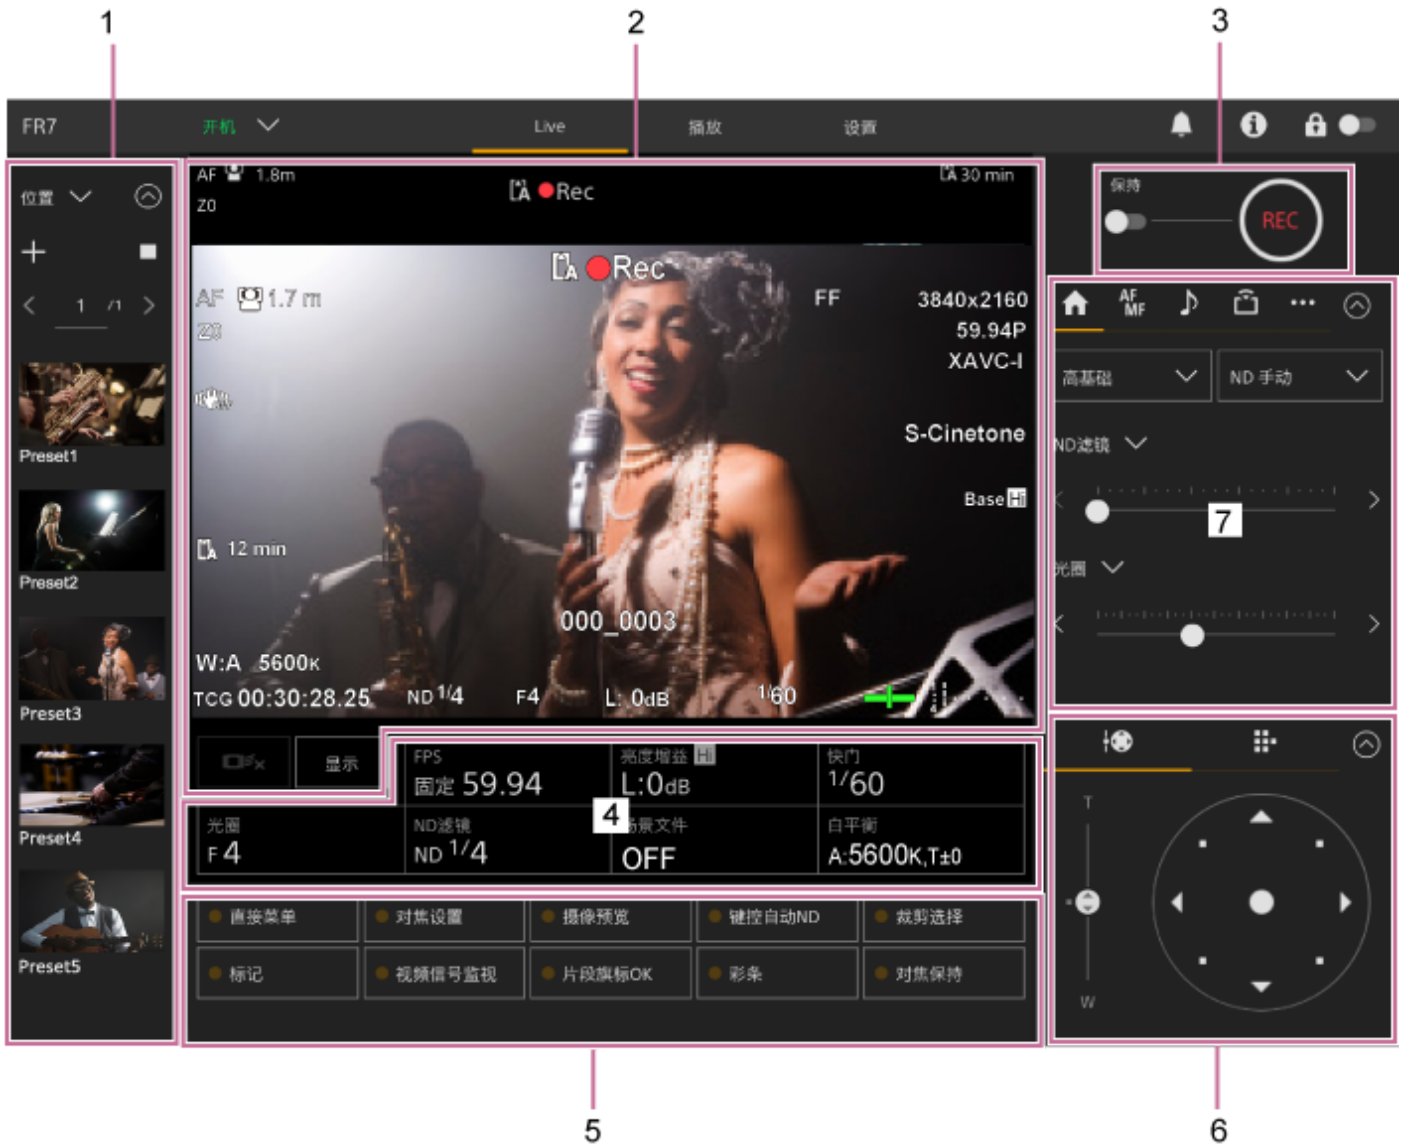 1
2
3
FR7
开机
Live
播放
设置
位置
1 /1
Preset1
Preset2
Preset3
Preset4
Preset5
AF 1.8m
Z0
A Rec
A 30 min
A Rec
AF 1.7 m
Z0
FF
3840x2160
59.94P
XAVC-I
S-Cinetone
Base Hi
A 12 min
000_0003
W:A 5600K
TCG 00:30:28.25
ND 1/4
F4
L: 0dB
1/60
显示
FPS
固定 59.94
亮度增益 Hi
L:0dB
快门
1/60
光圈
F 4
ND滤镜
ND 1/4
4
场景文件
OFF
白平衡
A:5600K,T±0
直接菜单
对焦设置
摄像预览
键控自动ND
裁剪选择
标记
视频信号监视
片段旗标OK
彩条
对焦保持
保持
REC
AF
MF
高基础
ND 手动
ND滤镜
7
光圈
T
W
5
6